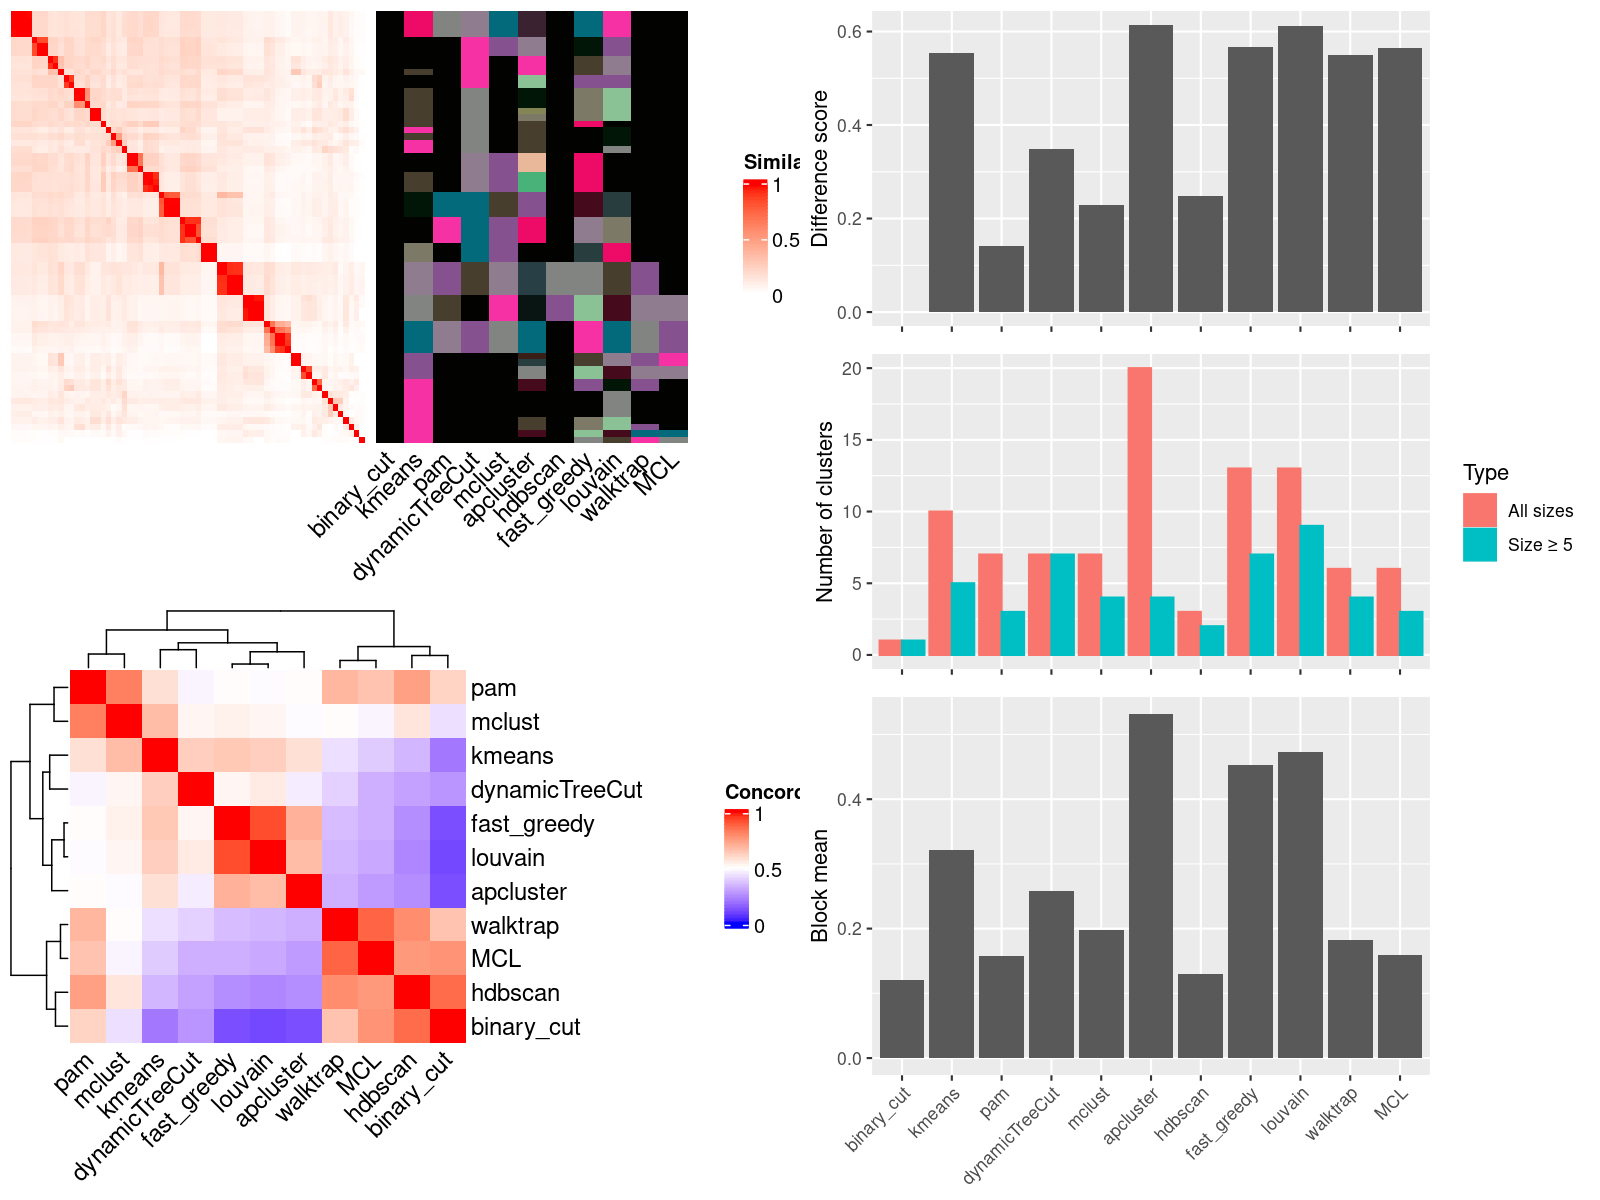 Simila
1
0.5
0
binary_cut
kmeans
pam
dynamicTreeCut
mclust
apcluster
hdbscan
fast_greedy
louvain
walktrap
MCL
pam
mclust
kmeans
dynamicTreeCut
fast_greedy
louvain
apcluster
walktrap
MCL
hdbscan
binary_cut
pam
mclust
kmeans
dynamicTreeCut
fast_greedy
louvain
apcluster
walktrap
MCL
hdbscan
binary_cut
Concord
1
0.5
0
Difference score
0.6
0.4
0.2
0.0
Number of clusters
20
15
10
5
0
Type
All sizes
Size ≥ 5
Block mean
0.4
0.2
0.0
binary_cut
kmeans
pam
dynamicTreeCut
mclust
apcluster
hdbscan
fast_greedy
louvain
walktrap
MCL